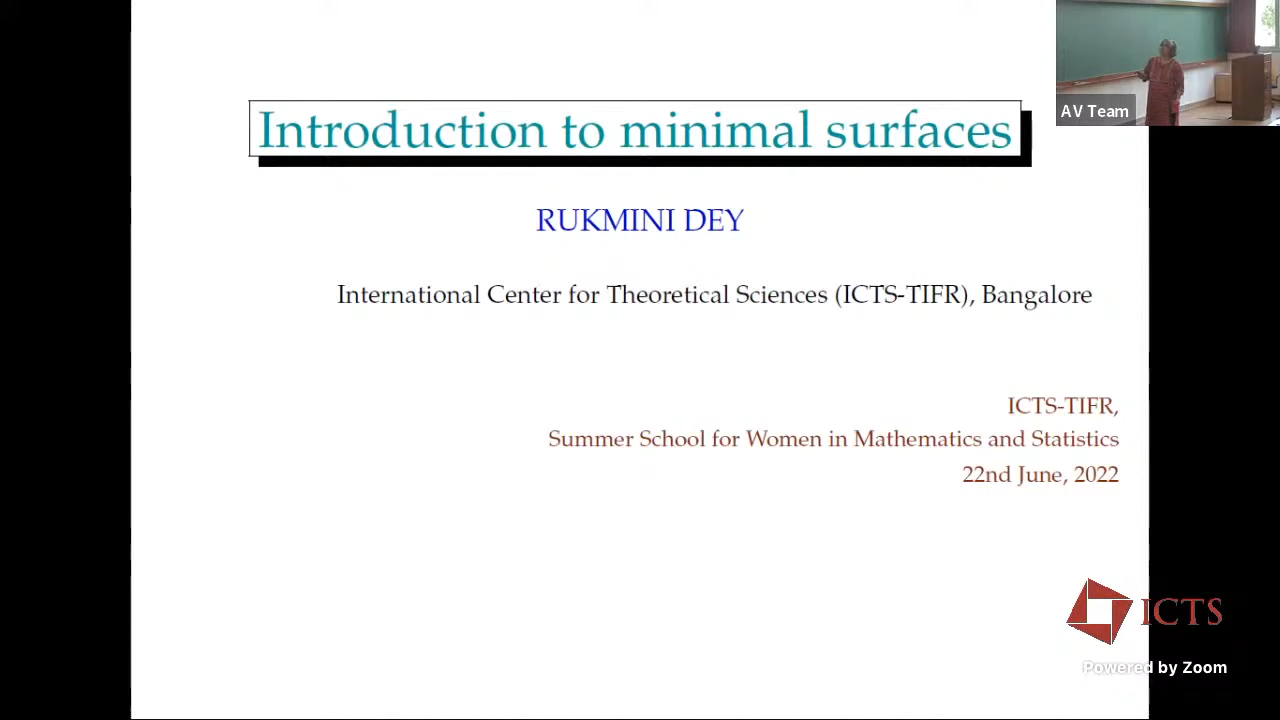 Introduction to minimal surfaces
RUKMINI DEY
International Center for Theoretical Sciences (ICTS-TIFR), Bangalore
ICTS-TIFR,
Summer School for Women in Mathematics and Statistics
22nd June, 2022
AV Team
ICTS
Powered by Zoom